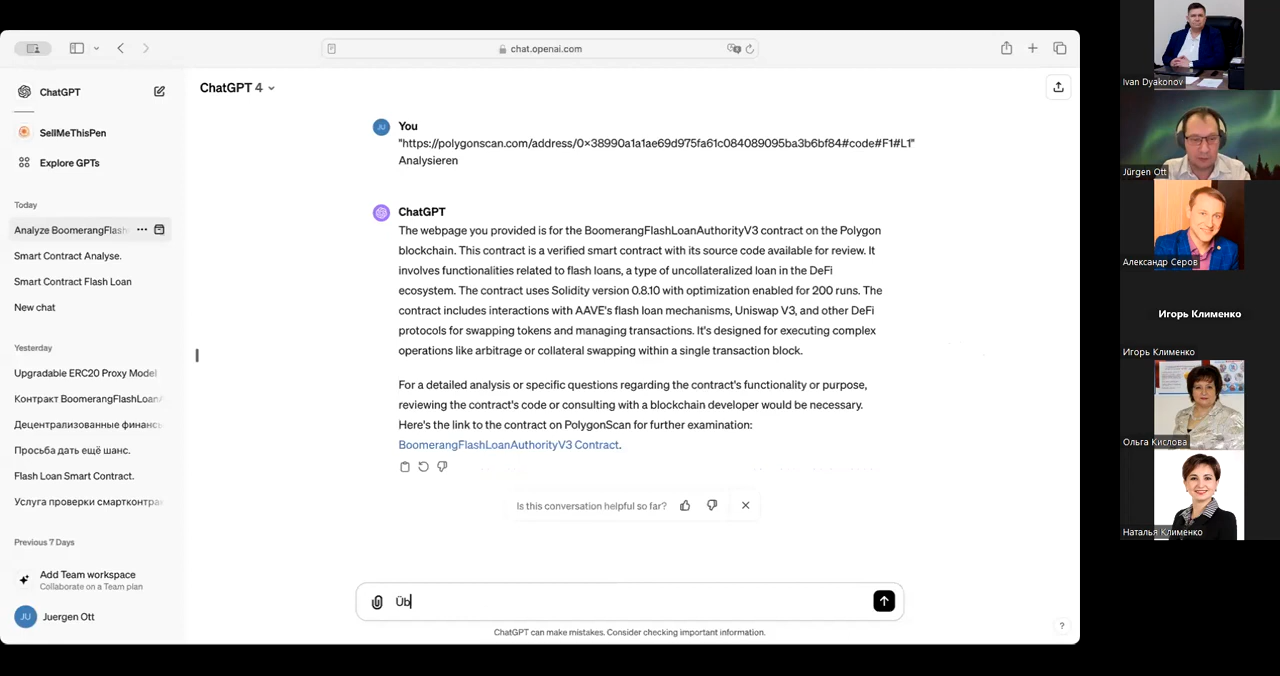 chat.openai.com
ChatGPT
SellMeThisPen
Explore GPTs
Today
Analyze BoomerangFlash
Smart Contract Analyse.
Smart Contract Flash Loan
New chat
Yesterday
Upgradable ERC20 Proxy Model
Контракт BoomerangFlashLoanA
Децентрализованные финанс
Просьба дать ещё шанс.
Flash Loan Smart Contract.
Услуга проверки смартконтра
Previous 7 Days
Add Team workspace
Collaborate on a Team plan
JU Juergen Ott
ChatGPT 4
JU You
"https://polygonscan.com/address/0x38990a1a1ae69d975fa61c084089095ba3b6bf84#code#F1#L1"
Analysieren
ChatGPT
The webpage you provided is for the BoomerangFlashLoanAuthorityV3 contract on the Polygon
blockchain. This contract is a verified smart contract with its source code available for review. It
involves functionalities related to flash loans, a type of uncollateralized loan in the DeFi
ecosystem. The contract uses Solidity version 0.8.10 with optimization enabled for 200 runs. The
contract includes interactions with AAVE's flash loan mechanisms, Uniswap V3, and other DeFi
protocols for swapping tokens and managing transactions. It's designed for executing complex
operations like arbitrage or collateral swapping within a single transaction block.
For a detailed analysis or specific questions regarding the contract's functionality or purpose,
reviewing the contract's code or consulting with a blockchain developer would be necessary.
Here's the link to the contract on PolygonScan for further examination:
BoomerangFlashLoanAuthorityV3 Contract.
Is this conversation helpful so far?
Üb
ChatGPT can make mistakes. Consider checking important information.
?
Ivan Dyakonov
Jürgen Ott
Александр Серов
Игорь Клименко
Игорь Клименко
Ольга Кислова
Наталья Клименко